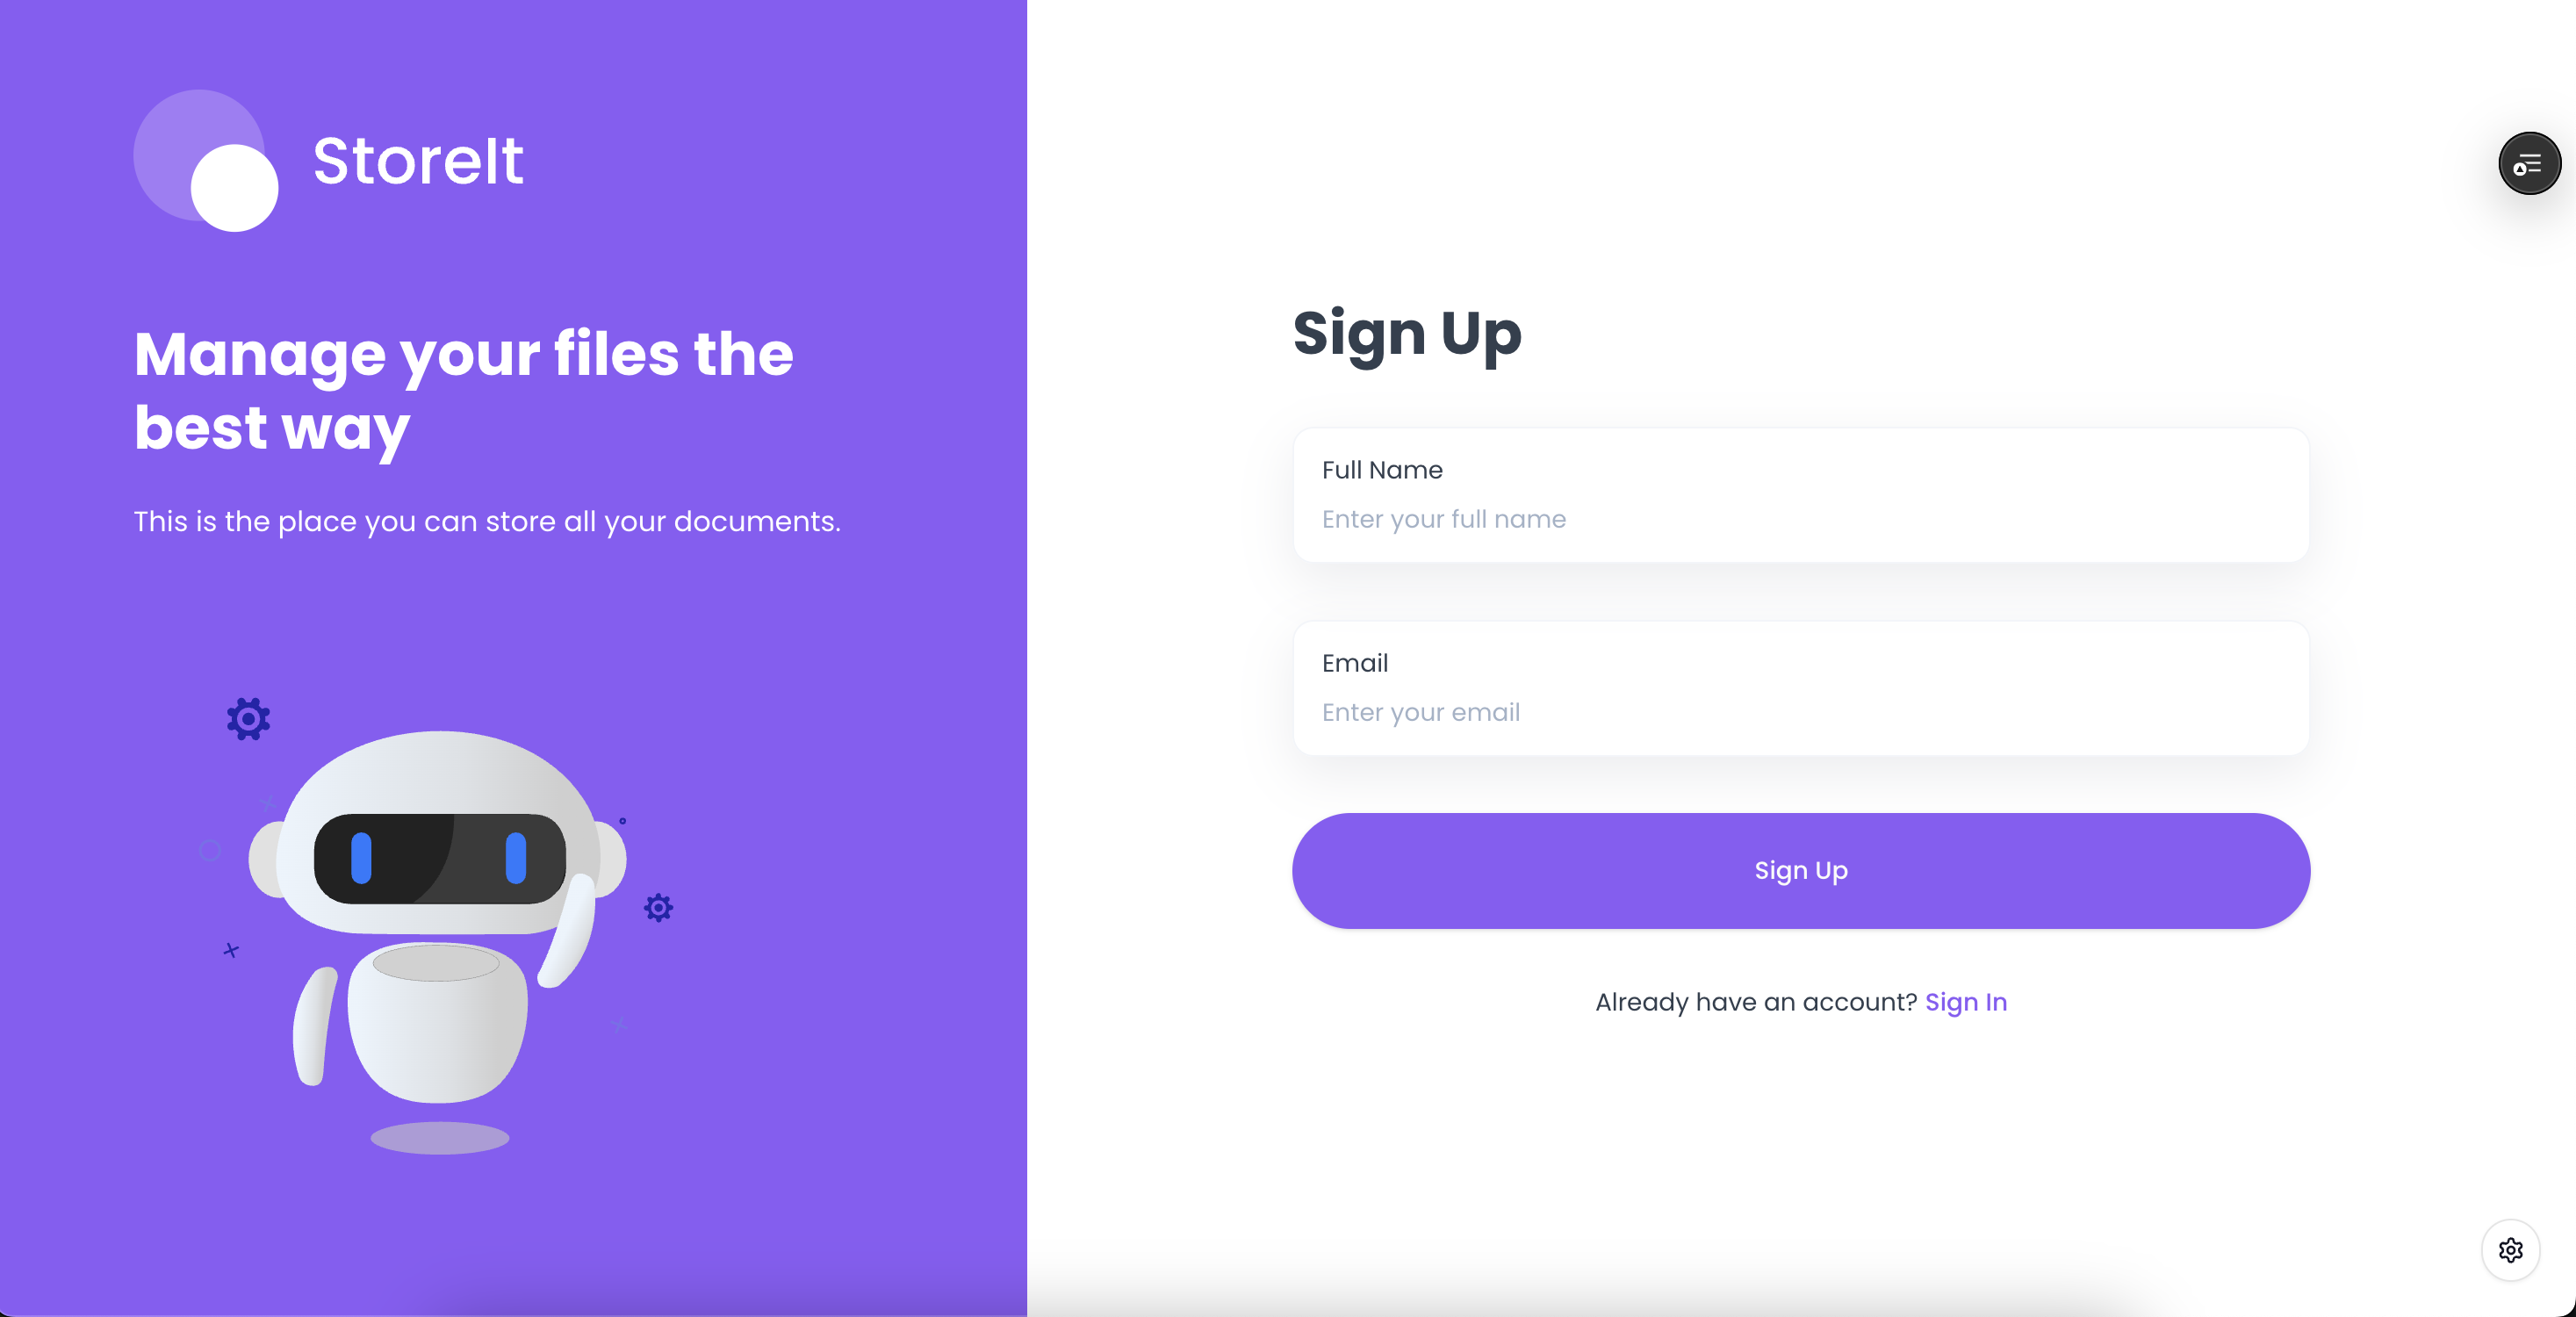 StoreIt
Manage your files the
best way
This is the place you can store all your documents.
Sign Up
Full Name
Enter your full name
Email
Enter your email
Sign Up
Already have an account? Sign In